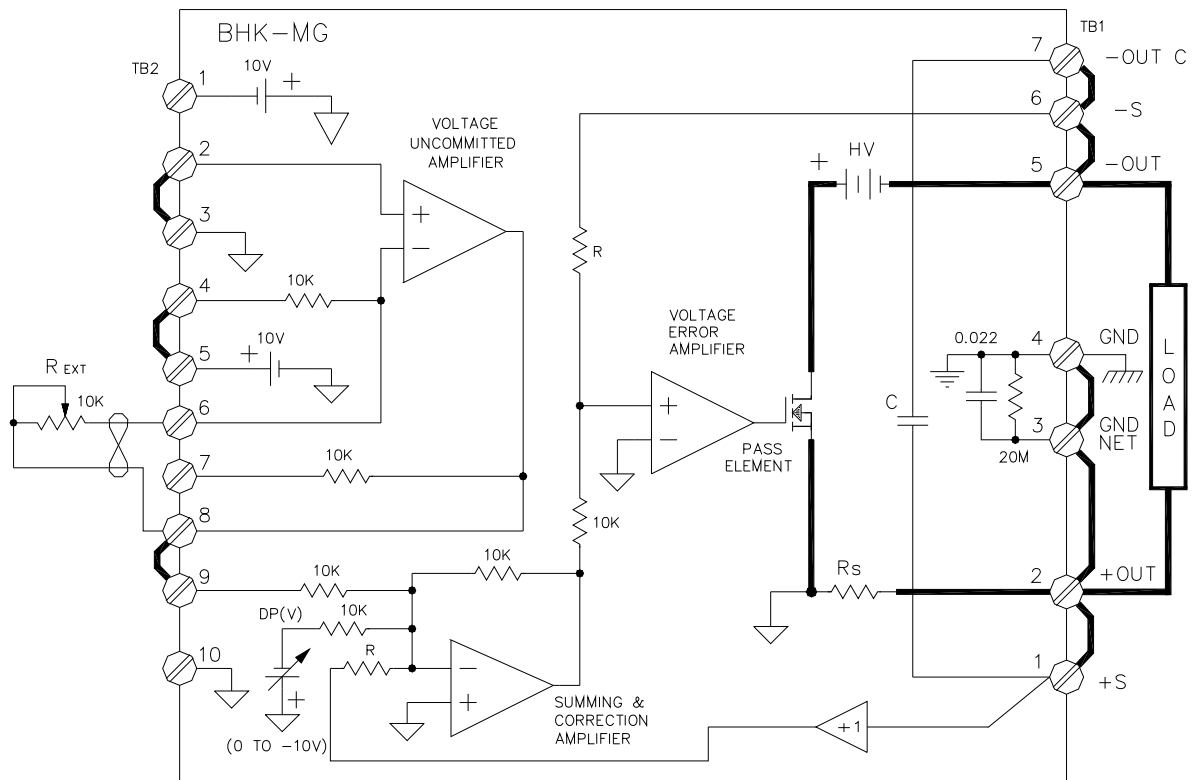 BHK-MG
TB2
TB1
1
10V
+
2
3
4
10K
5
+
10V
6
7
10K
8
9
10K
10
R EXT
10K
VOLTAGE
UNCOMMITTED
AMPLIFIER
+
−
DP(V)
10K
R
+
(0 TO -10V)
10K
−
+
SUMMING &
CORRECTION
AMPLIFIER
R
10K
VOLTAGE
ERROR
AMPLIFIER
+
−
PASS
ELEMENT
+
HV
C
Rs
+1
0.022
20M
7
-OUT C
6
-S
5
-OUT
4
GND
3
GND
NET
2
+OUT
1
+S
LOAD